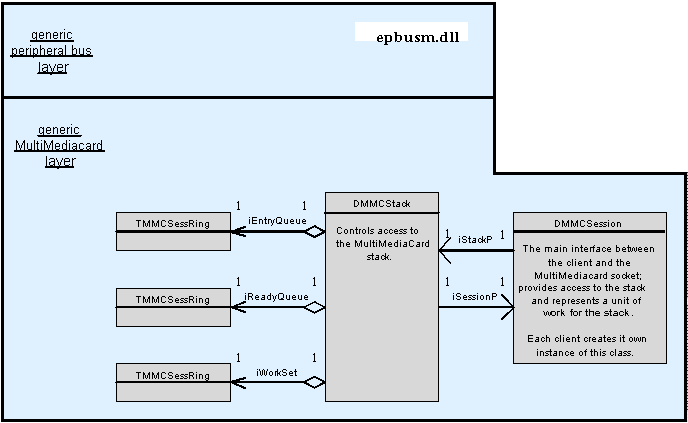 generic
peripheral bus
layer
epbusm.dll
generic
MultiMediacard
layer
TMMCSessRing
1
1
iEntryQueue
DMMCStack
Controls access to
the MultiMediaCard
stack.
1
1
iStackP
DMMCSession
The main interface between
the client and the
MultiMediacard socket;
provides access to the stack
and represents a unit of
work for the stack.
Each client creates it own
instance of this class.
TMMCSessRing
1
1
iReadyQueue
1
1
iSessionP
TMMCSessRing
1
1
iWorkSet